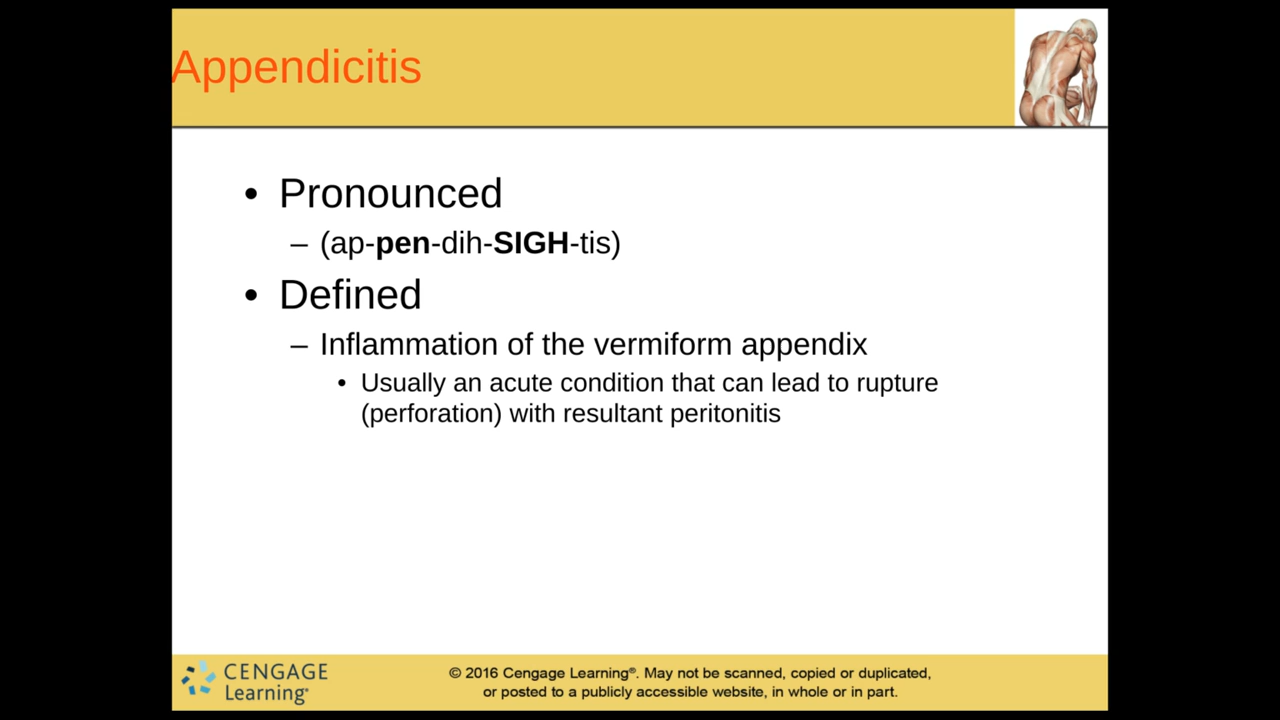 Appendicitis
• Pronounced
– (ap-pen-dih-SIGH-tis)
• Defined
– Inflammation of the vermiform appendix
• Usually an acute condition that can lead to rupture
(perforation) with resultant peritonitis
CENGAGE
Learning®
© 2016 Cengage Learning®. May not be scanned, copied or duplicated,
or posted to a publicly accessible website, in whole or in part.